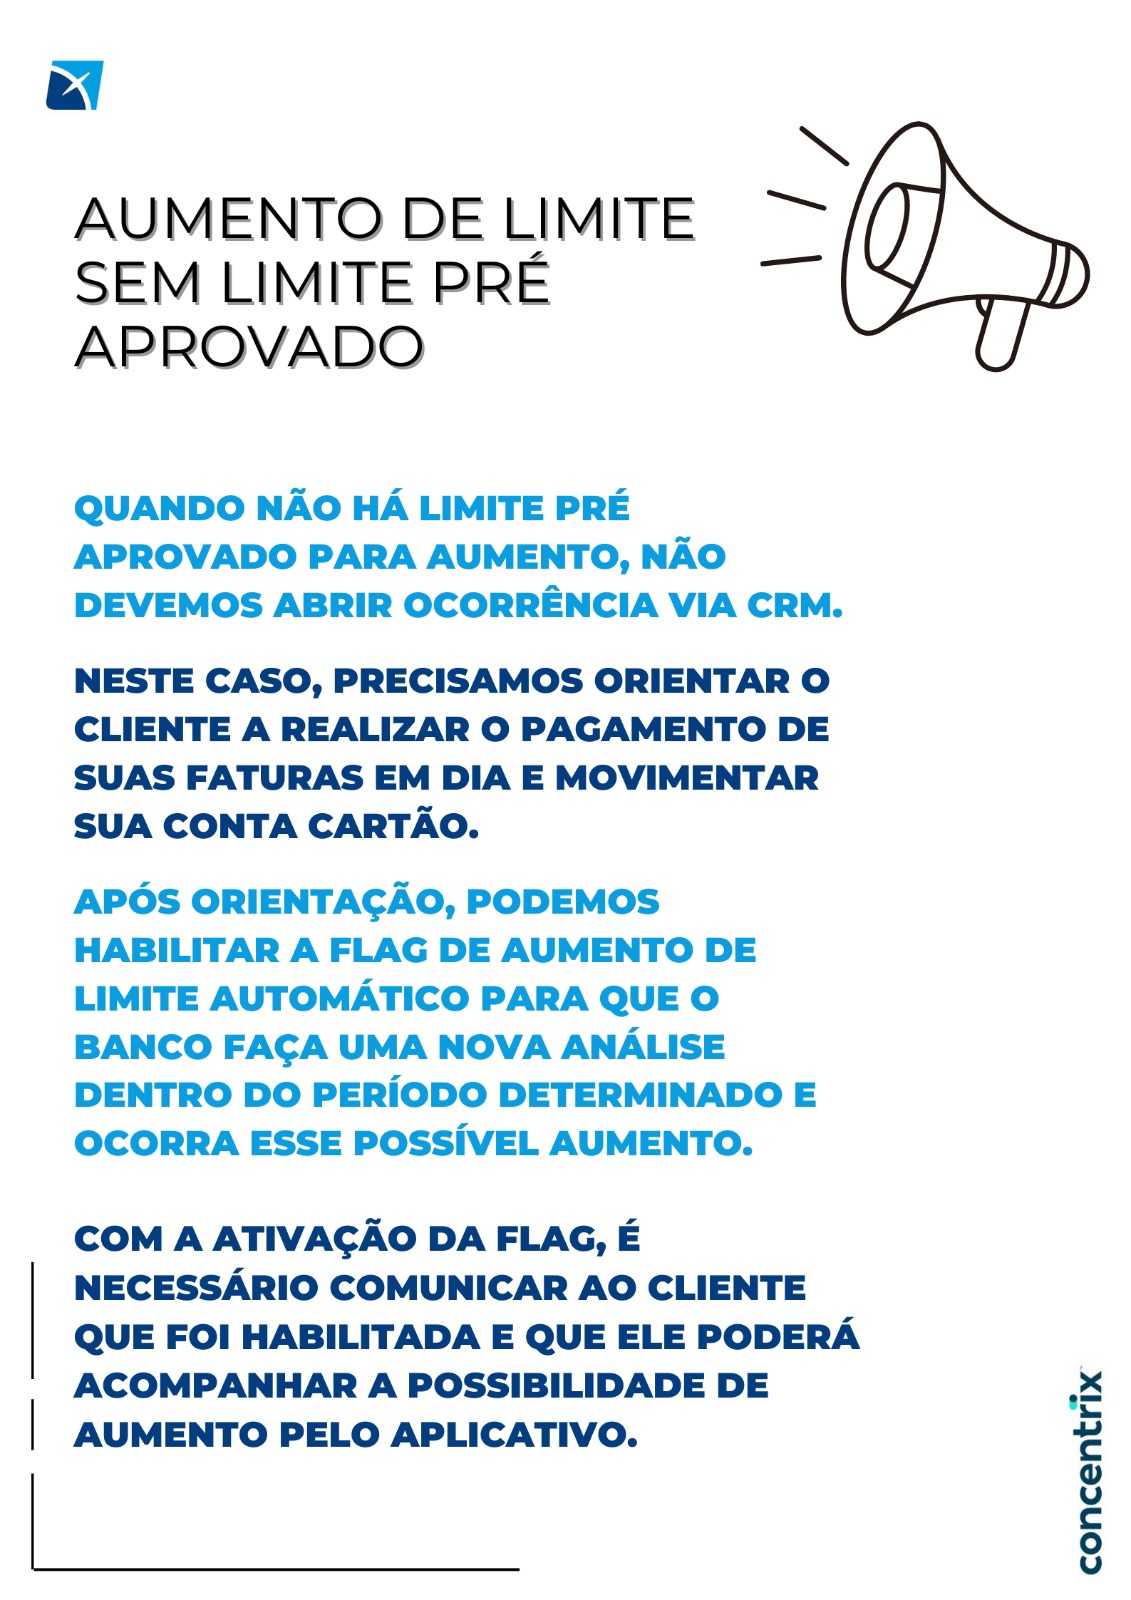 AUMENTO DE LIMITE
SEM LIMITE PRÉ
APROVADO
QUANDO NÃO HÁ LIMITE PRÉ
APROVADO PARA AUMENTO, NÃO
DEVEMOS ABRIR OCORRÊNCIA VIA CRM.
NESTE CASO, PRECISAMOS ORIENTAR O
CLIENTE A REALIZAR O PAGAMENTO DE
SUAS FATURAS EM DIA E MOVIMENTAR
SUA CONTA CARTÃO.
APÓS ORIENTAÇÃO, PODEMOS
HABILITAR A FLAG DE AUMENTO DE
LIMITE AUTOMÁTICO PARA QUE O
BANCO FAÇA UMA NOVA ANÁLISE
DENTRO DO PERÍODO DETERMINADO E
OCORRA ESSE POSSÍVEL AUMENTO.
COM A ATIVAÇÃO DA FLAG, É
NECESSÁRIO COMUNICAR AO CLIENTE
QUE FOI HABILITADA E QUE ELE PODERÁ
ACOMPANHAR A POSSIBILIDADE DE
AUMENTO PELO APLICATIVO.
concentrix